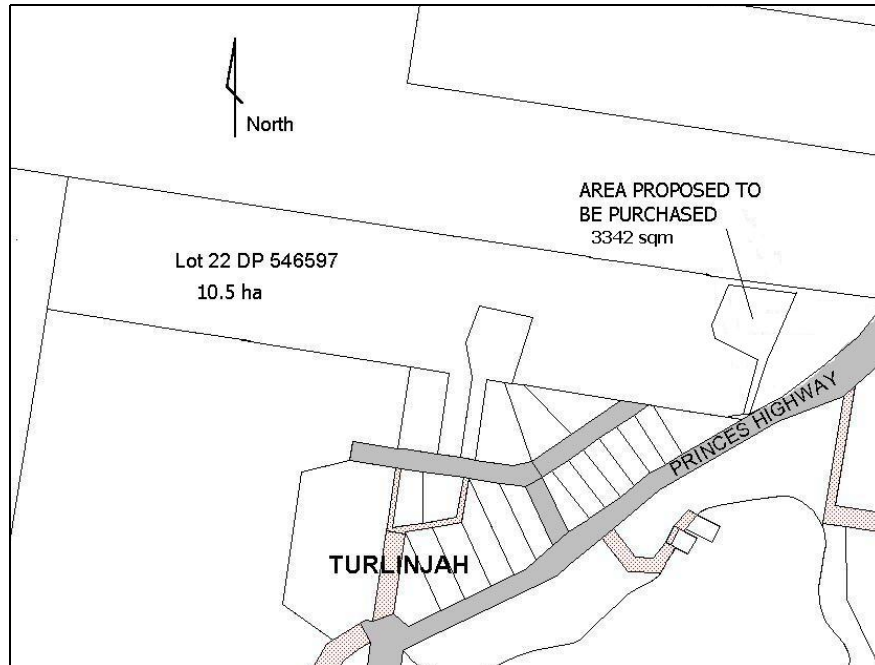 North
AREA PROPOSED TO
BE PURCHASED
3342 sqm
Lot 22 DP 546597
10.5 ha
PRINCES HIGHWAY
TURLINJAH